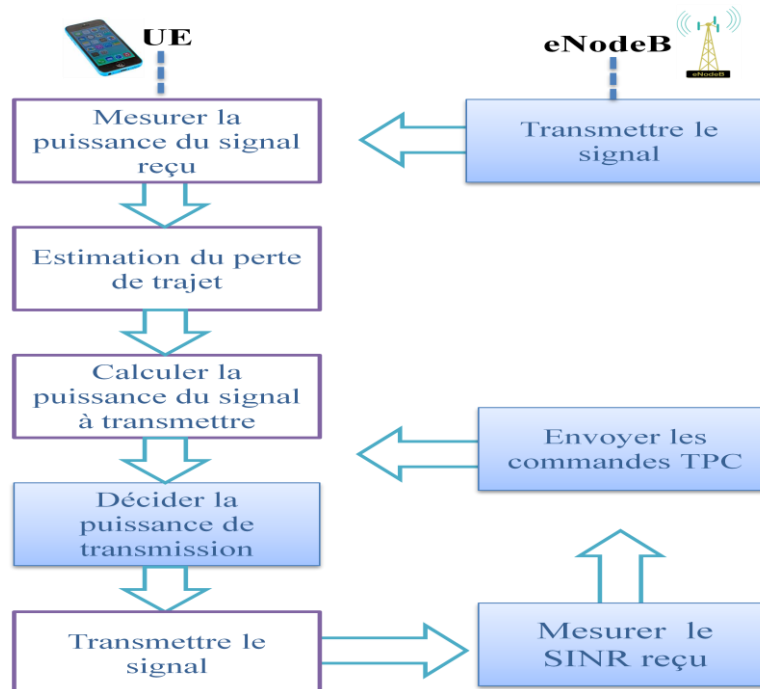 UE
eNodeB
eNodeB
Mesurer la
puissance du signal
reçu
Transmettre le
signal
Estimation du perte
de trajet
Calculer la
puissance du signal
à transmettre
Envoyer les
commandes TPC
Décider la
puissance de
transmission
Transmettre le
signal
Mesurer le
SINR reçu